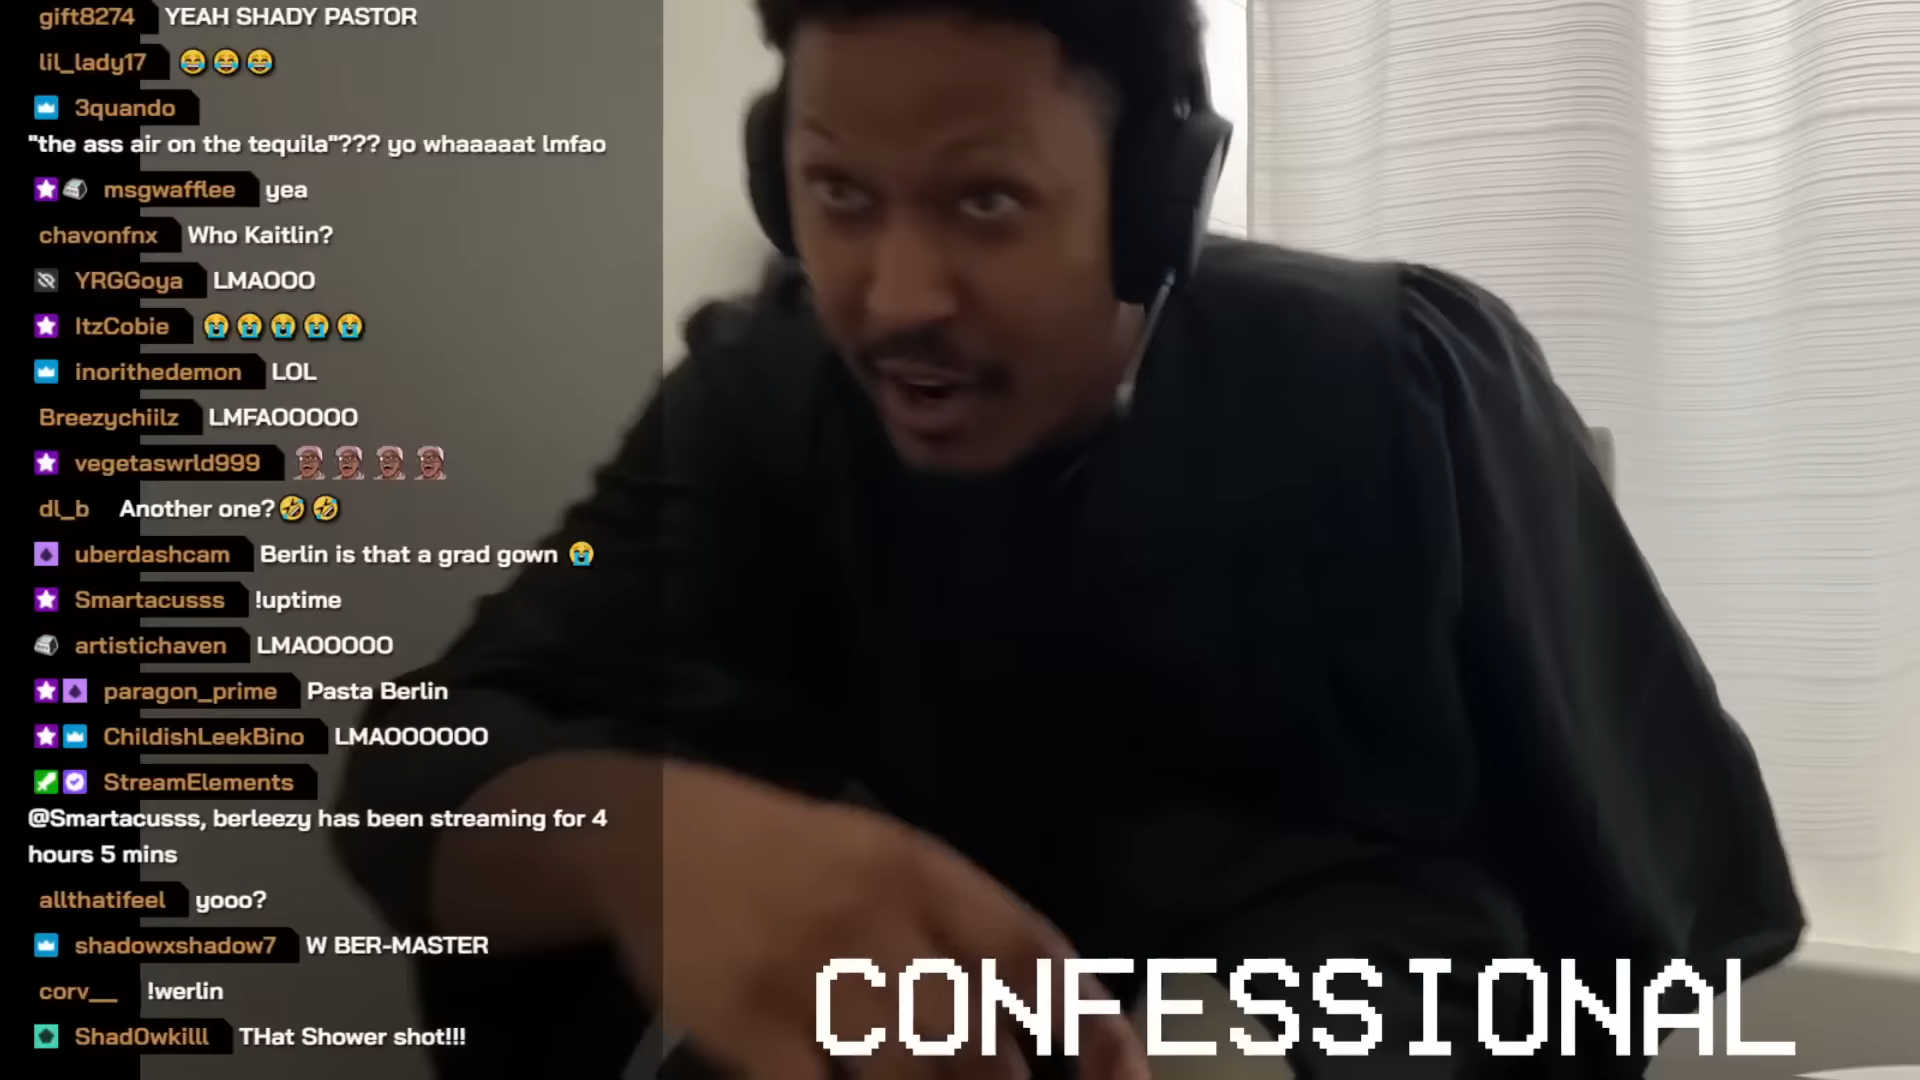 gift8274 YEAH SHADY PASTOR
lil_lady17 😂😂😂
3quando
"the ass air on the tequila"??? yo whaaaaat lmfao
msgwafflee yea
chavonfnx Who Kaitlin?
YRGGoya LMAOOO
ItzCobie 😭😭😭😭😭
inorithedemon LOL
Breezychiilz LMFAOOOOO
vegetaswrld999
dl_b Another one?🤣🤣
uberdashcam Berlin is that a grad gown 😭
Smartacusss !uptime
artistichaven LMAOOOOO
paragon_prime Pasta Berlin
ChildishLeekBino LMAOOOOOO
StreamElements
@Smartacusss, berleezy has been streaming for 4
hours 5 mins
allthatifeel yooo?
shadowxshadow7 W BER-MASTER
corv__ !werlin
ShadOwkilll THat Shower shot!!!
CONFESSIONAL